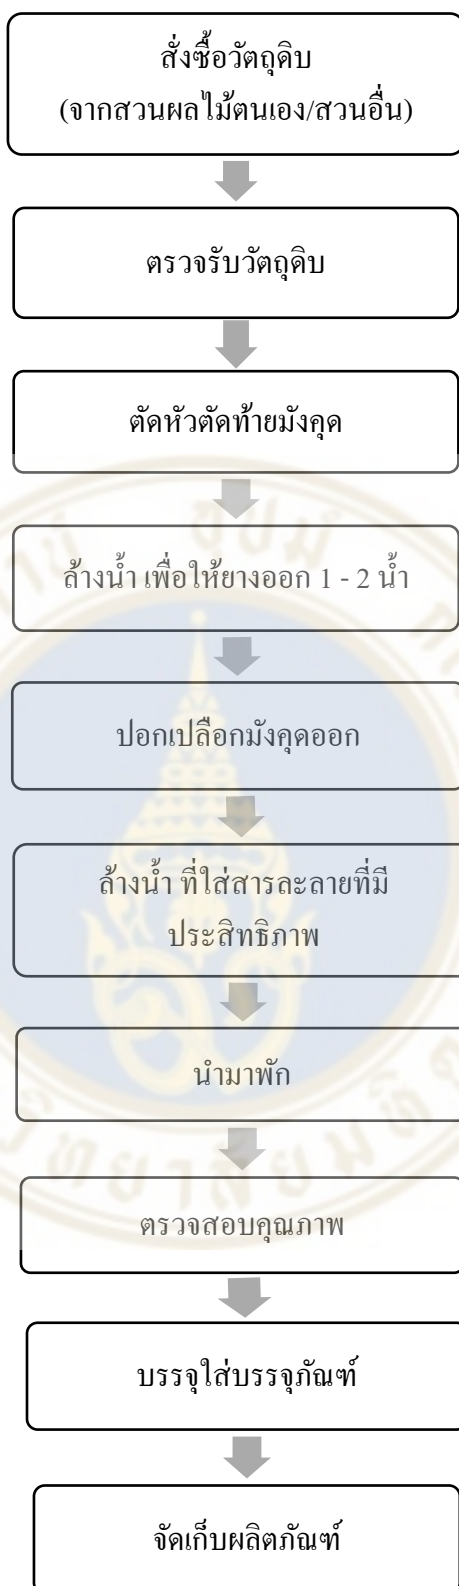 สั่งซื้อวัตถุดิบ
(จากสวนผลไม้ตนเอง/สวนอื่น)
ตรวจรับวัตถุดิบ
ตัดหัวตัดท้ายมังคุด
ล้างน้ำ เพื่อให้ยางออก 1 - 2 น้ำ
ปอกเปลือกมังคุดออก
ล้างน้ำ ที่ใส่สารละลายที่มี
ประสิทธิภาพ
นำมาพัก
ตรวจสอบคุณภาพ
บรรจุใส่บรรจุภัณฑ์
จัดเก็บผลิตภัณฑ์